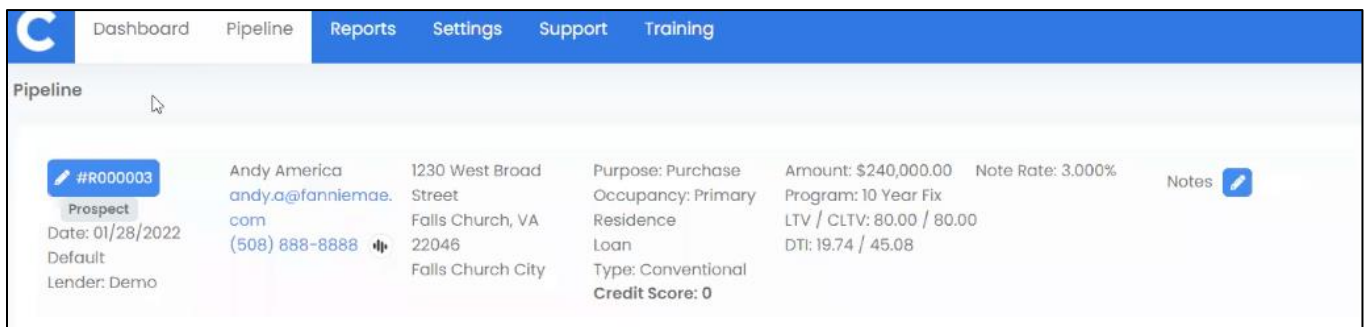 C Dashboard Pipeline Reports Settings Support Training
Pipeline
#R000003
Prospect
Date: 01/28/2022
Default
Lender: Demo
Andy America
andy.a@fanniemae.
com
(508) 888-8888
1230 West Broad
Street
Falls Church, VA
22046
Falls Church City
Purpose: Purchase
Occupancy: Primary
Residence
Loan
Type: Conventional
Credit Score: 0
Amount: $240,000.00 Note Rate: 3.000%
Program: 10 Year Fix
LTV / CLTV: 80.00 / 80.00
DTI: 19.74 / 45.08
Notes